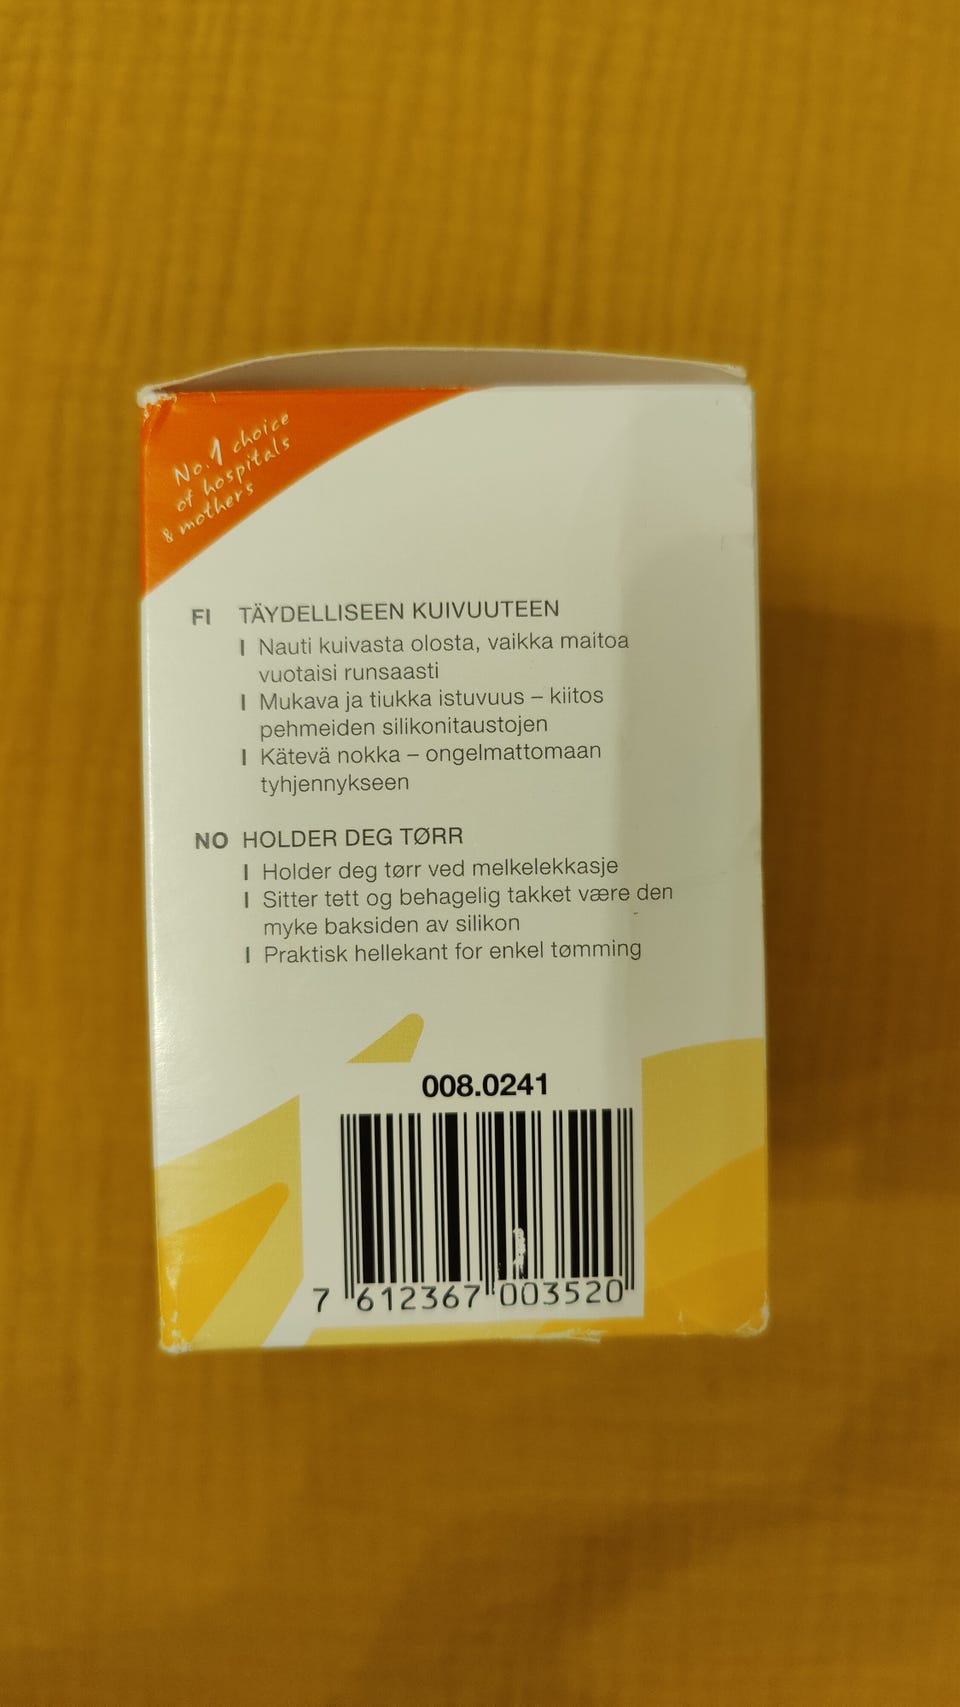 No.1 choice
of hospitals
& mothers
FI TÄYDELLISEEN KUIVUUTEEN
I Nauti kuivasta olosta, vaikka maitoa
vuotaisi runsaasti
I Mukava ja tiukka istuvuus – kiitos
pehmeiden silikonitaustojen
I Kätevä nokka – ongelmattomaan
tyhjennykseen
NO HOLDER DEG TØRR
I Holder deg tørr ved melkelekkasje
I Sitter tett og behagelig takket være den
myke baksiden av silikon
I Praktisk hellekant for enkel tømming
008.0241
7 612367 003520